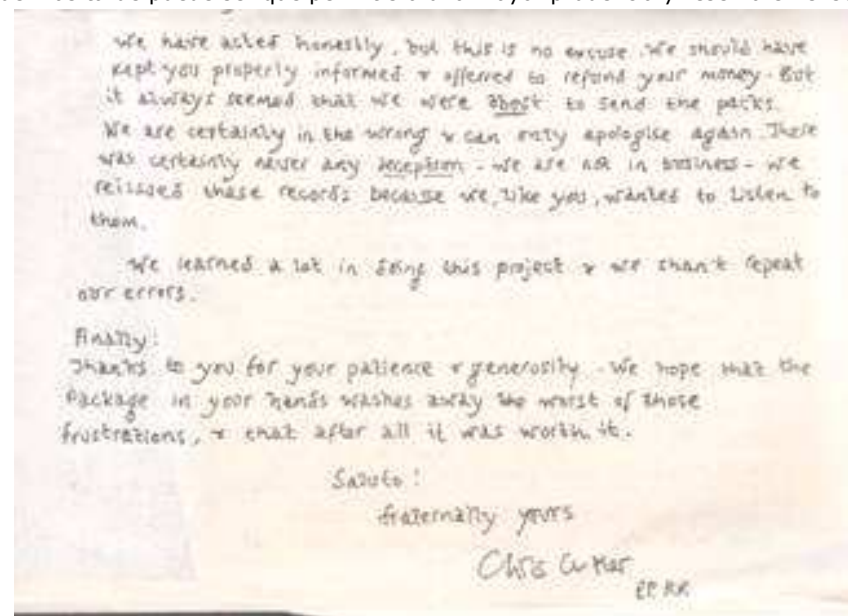 We have acted honestly, but this is no excuse. We should have
kept you properly informed & offered to refund your money. But
it always seemed that we were about to send the packs.
We are certainly in the wrong & can only apologise again. There
was certainly never any deception - we are not in business - we
reissued these records because we, like you, wanted to listen to
them.
We learned a lot in doing this project & we shan't repeat
our errors.
Finally!
Thanks to you for your patience & generosity. We hope that the
Package in your hands washes away the worst of those
frustrations, & that after all it was worth it.
Saluto!
fraternally yours
Chris Cutler
PP RR